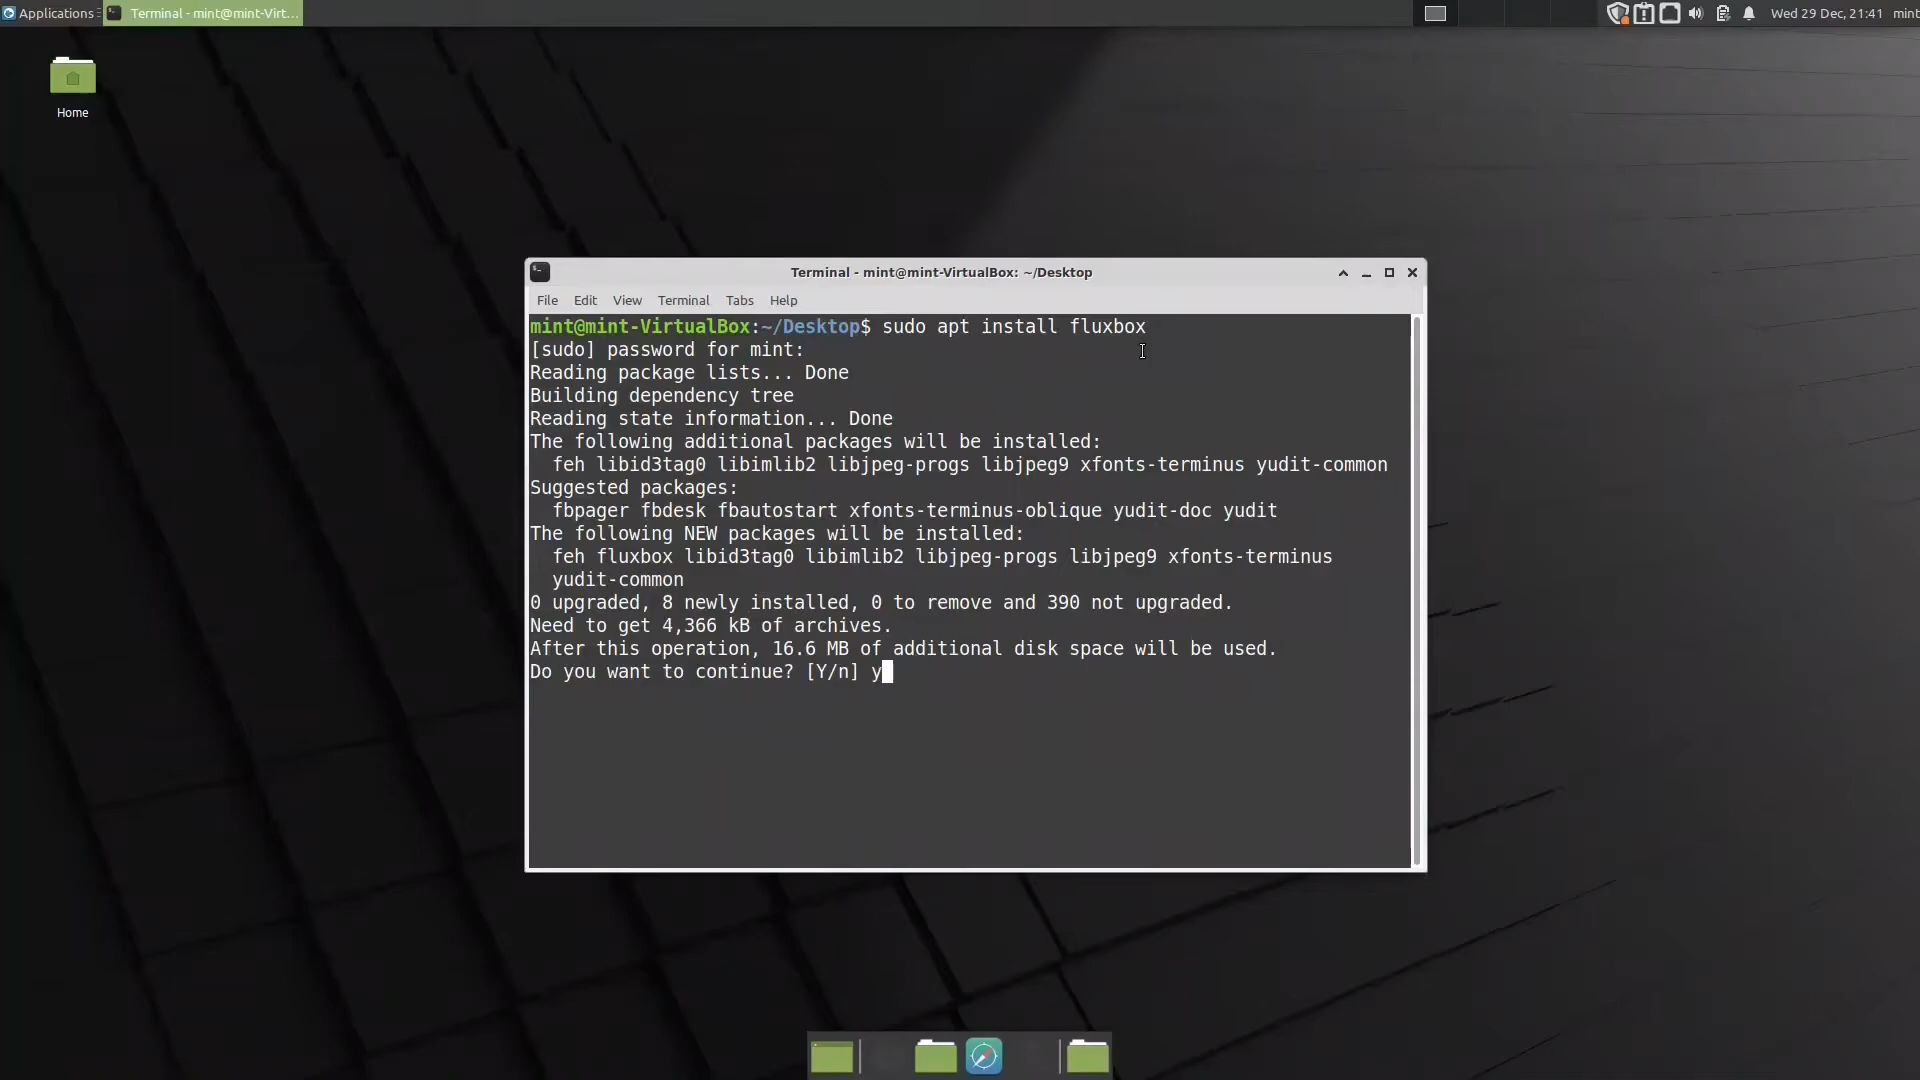 Applications
Terminal - mint@mint-Virt...
Wed 29 Dec, 21:41
mint
Home
Terminal - mint@mint-VirtualBox: ~/Desktop
File Edit View Terminal Tabs Help
mint@mint-VirtualBox:~/Desktop$ sudo apt install fluxbox
[sudo] password for mint:
Reading package lists... Done
Building dependency tree
Reading state information... Done
The following additional packages will be installed:
feh libid3tag0 libimlib2 libjpeg-progs libjpeg9 xfonts-terminus yudit-common
Suggested packages:
fbpager fbdesk fbautostart xfonts-terminus-oblique yudit-doc yudit
The following NEW packages will be installed:
feh fluxbox libid3tag0 libimlib2 libjpeg-progs libjpeg9 xfonts-terminus
yudit-common
0 upgraded, 8 newly installed, 0 to remove and 390 not upgraded.
Need to get 4,366 kB of archives.
After this operation, 16.6 MB of additional disk space will be used.
Do you want to continue? [Y/n] y